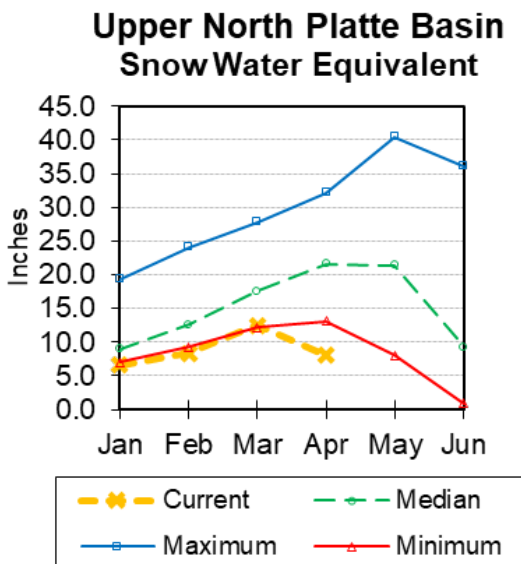 Upper North Platte Basin
Snow Water Equivalent
45.0
40.0
35.0
30.0
25.0
20.0
15.0
10.0
5.0
0.0
Inches
Jan Feb Mar Apr May Jun
Current Median
Maximum Minimum